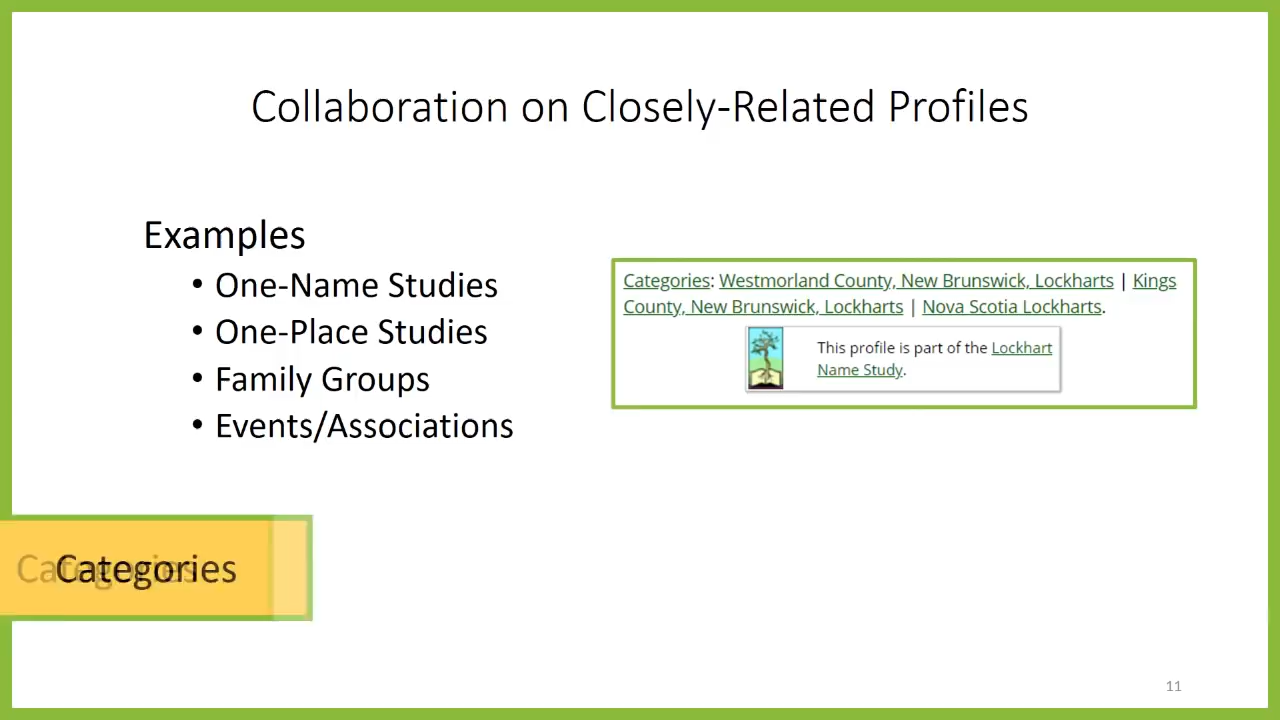 Collaboration on Closely-Related Profiles
Examples
• One-Name Studies
• One-Place Studies
• Family Groups
• Events/Associations
Categories: Westmorland County, New Brunswick, Lockharts | Kings
County, New Brunswick, Lockharts | Nova Scotia Lockharts.
This profile is part of the Lockhart
Name Study.
Categories
11